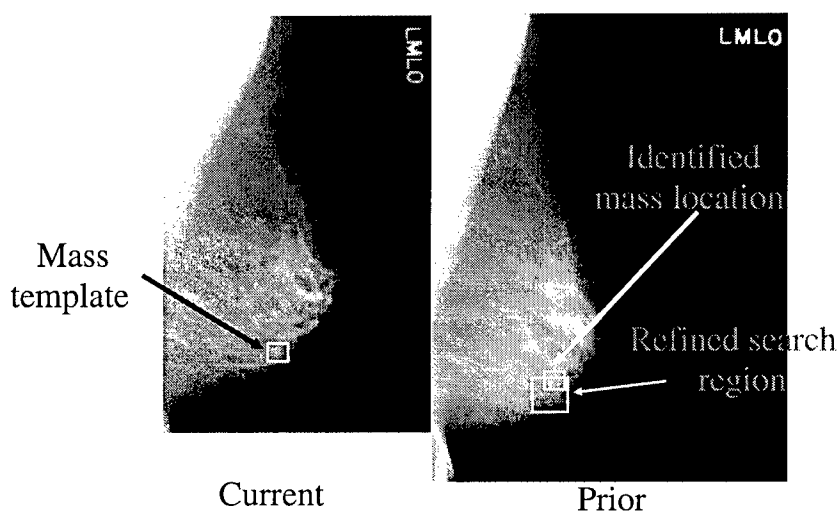 LMLO
LMLO
Identified
mass location
Mass
template
Refined search
region
Current
Prior